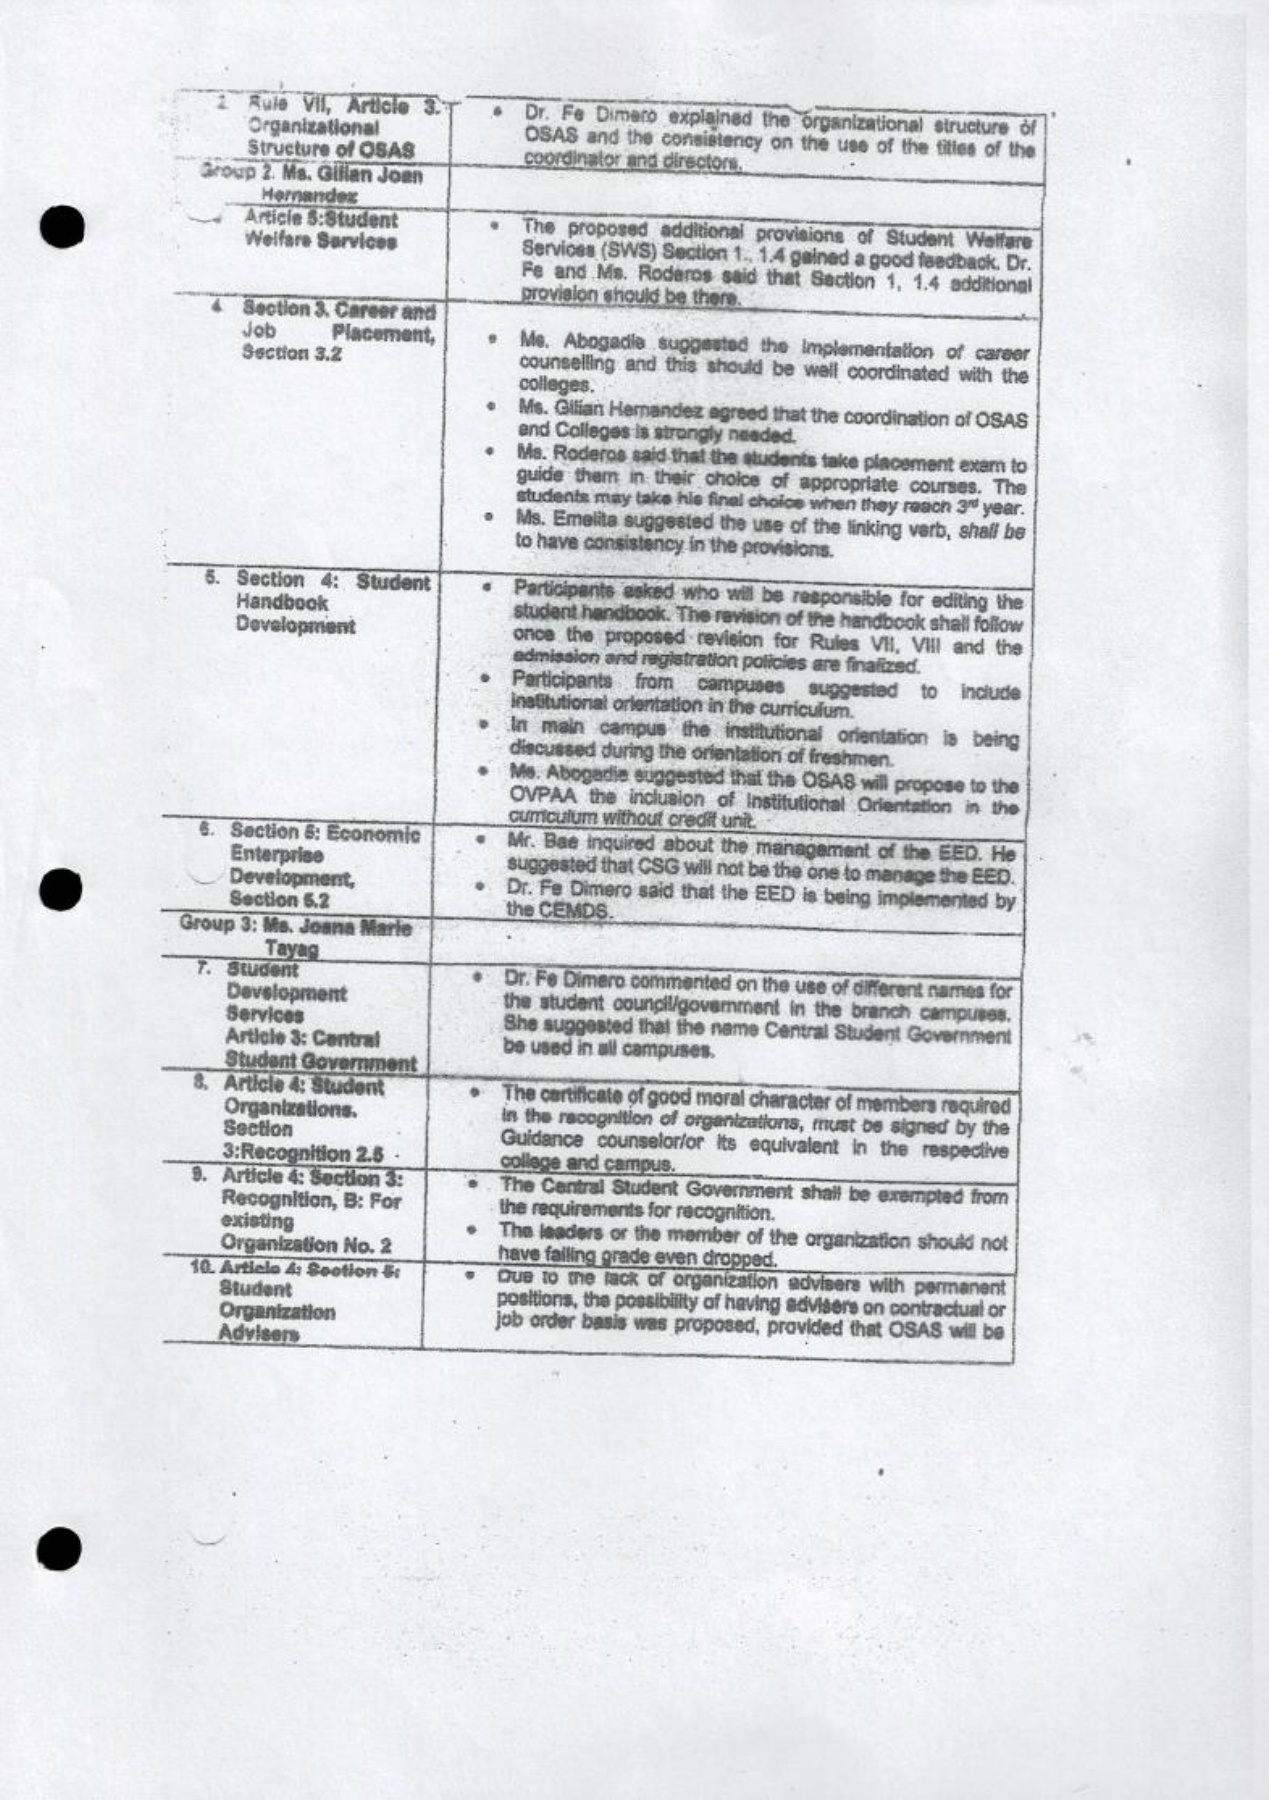 2. Rule VII, Article 3.
Organizational
Structure of OSAS
• Dr. Fe Dimero explained the organizational structure of
OSAS and the consistency on the use of the titles of the
coordinator and directors.
Group 2. Ms. Gilian Joan
Hernandez
Article 5:Student
Welfare Services
• The proposed additional provisions of Student Welfare
Services (SWS) Section 1., 1.4 gained a good feedback. Dr.
Fe and Ms. Roderos said that Section 1, 1.4 additional
provision should be there.
4 Section 3. Career and
Job Placement,
Section 3.2
• Ms. Abogadie suggested the implementation of career
counselling and this should be well coordinated with the
colleges.
• Ms. Gilian Hernandez agreed that the coordination of OSAS
and Colleges is strongly needed.
• Ms. Roderos said that the students take placement exam to
guide them in their choice of appropriate courses. The
students may take his final choice when they reach 3rd year.
• Ms. Emelita suggested the use of the linking verb, shall be
to have consistency in the provisions.
5. Section 4: Student
Handbook
Development
• Participants asked who will be responsible for editing the
student handbook. The revision of the handbook shall follow
once the proposed revision for Rules VII, VIII and the
admission and registration policies are finalized.
• Participants from campuses suggested to include
institutional orientation in the curriculum.
• In main campus the institutional orientation is being
discussed during the orientation of freshmen.
• Ms. Abogadie suggested that the OSAS will propose to the
OVPAA the inclusion of Institutional Orientation in the
curriculum without credit unit.
6. Section 5: Economic
Enterprise
Development,
Section 5.2
• Mr. Bae inquired about the management of the EED. He
suggested that CSG will not be the one to manage the EED.
• Dr. Fe Dimero said that the EED is being implemented by
the CEMDS.
Group 3: Ms. Joana Marie
Tayag
7. Student
Development
Services
Article 3: Central
Student Government
• Dr. Fe Dimero commented on the use of different names for
the student council/government in the branch campuses.
She suggested that the name Central Student Government
be used in all campuses.
8. Article 4: Student
Organizations.
Section
3:Recognition 2.5
• The certificate of good moral character of members required
in the recognition of organizations, must be signed by the
Guidance counselor/or its equivalent in the respective
college and campus.
9. Article 4: Section 3:
Recognition, B: For
existing
Organization No. 2
• The Central Student Government shall be exempted from
the requirements for recognition.
• The leaders or the member of the organization should not
have failing grade even dropped.
10. Article 4: Section 5:
Student
Organization
Advisers
• Due to the lack of organization advisers with permanent
positions, the possibility of having advisers on contractual or
job order basis was proposed, provided that OSAS will be